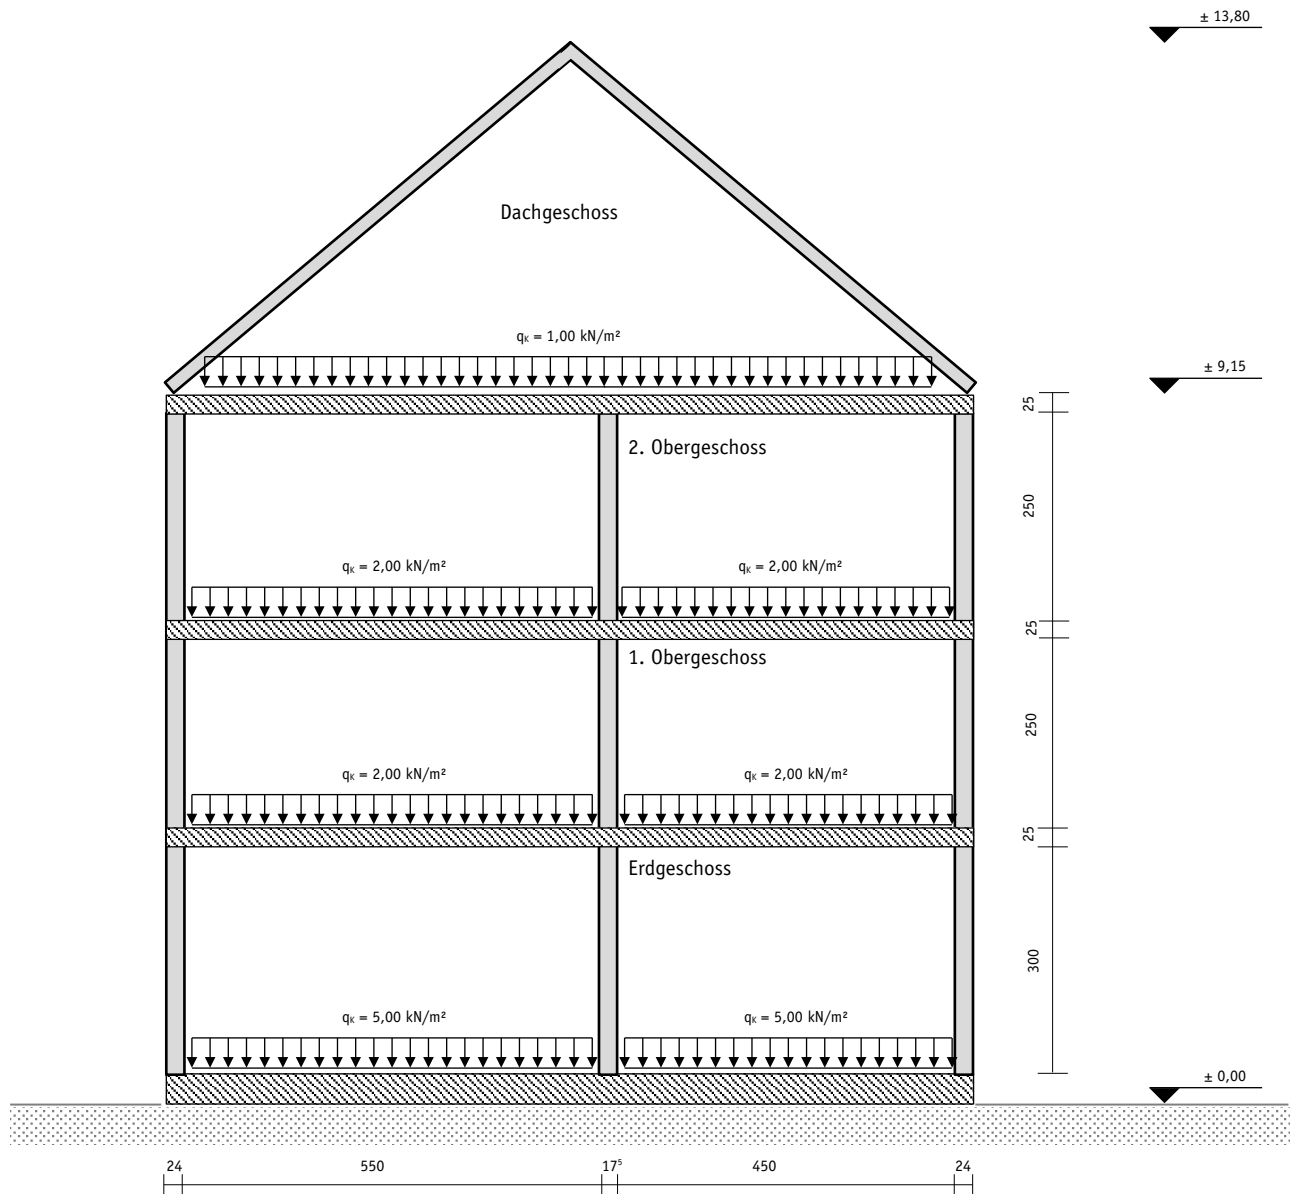 ± 13,80
Dachgeschoss
qK = 1,00 kN/m²
± 9,15
25
2. Obergeschoss
250
qK = 2,00 kN/m² qK = 2,00 kN/m²
25
1. Obergeschoss
250
qK = 2,00 kN/m² qK = 2,00 kN/m²
25
Erdgeschoss
300
qK = 5,00 kN/m² qK = 5,00 kN/m²
± 0,00
24 550 17⁵ 450 24